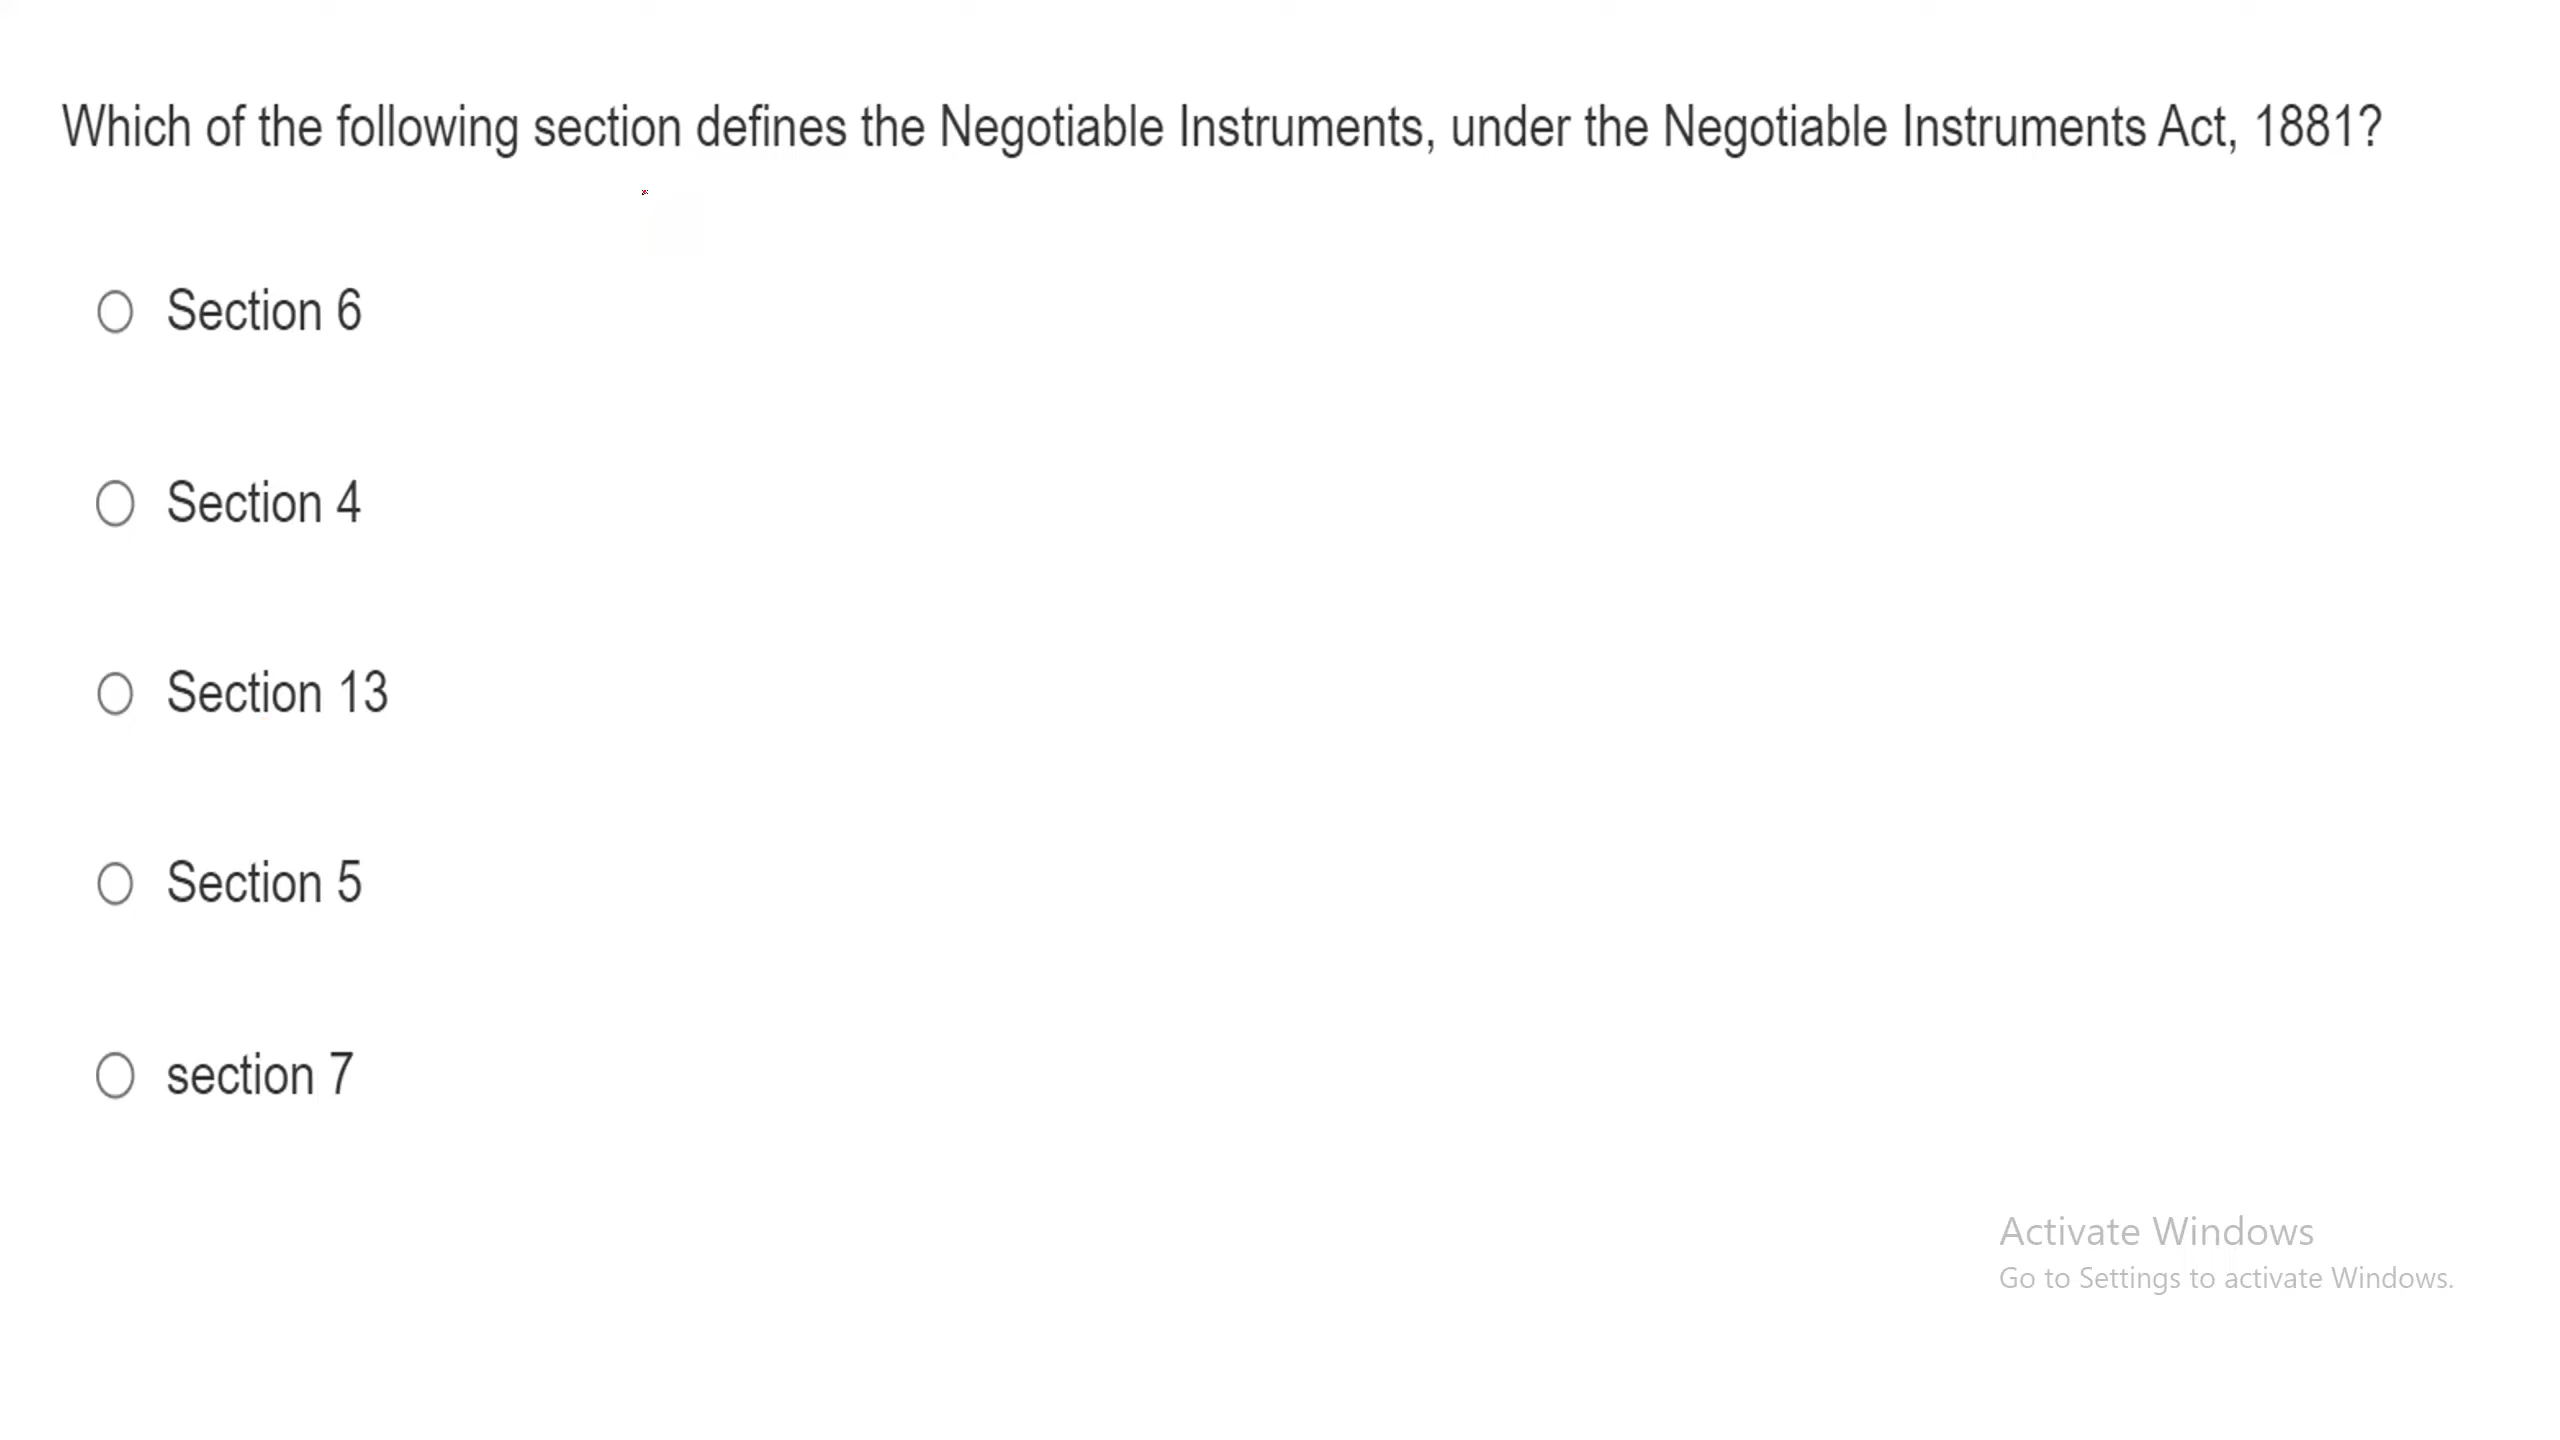 Which of the following section defines the Negotiable Instruments, under the Negotiable Instruments Act, 1881?
Section 6
Section 4
Section 13
Section 5
section 7
Activate Windows
Go to Settings to activate Windows.